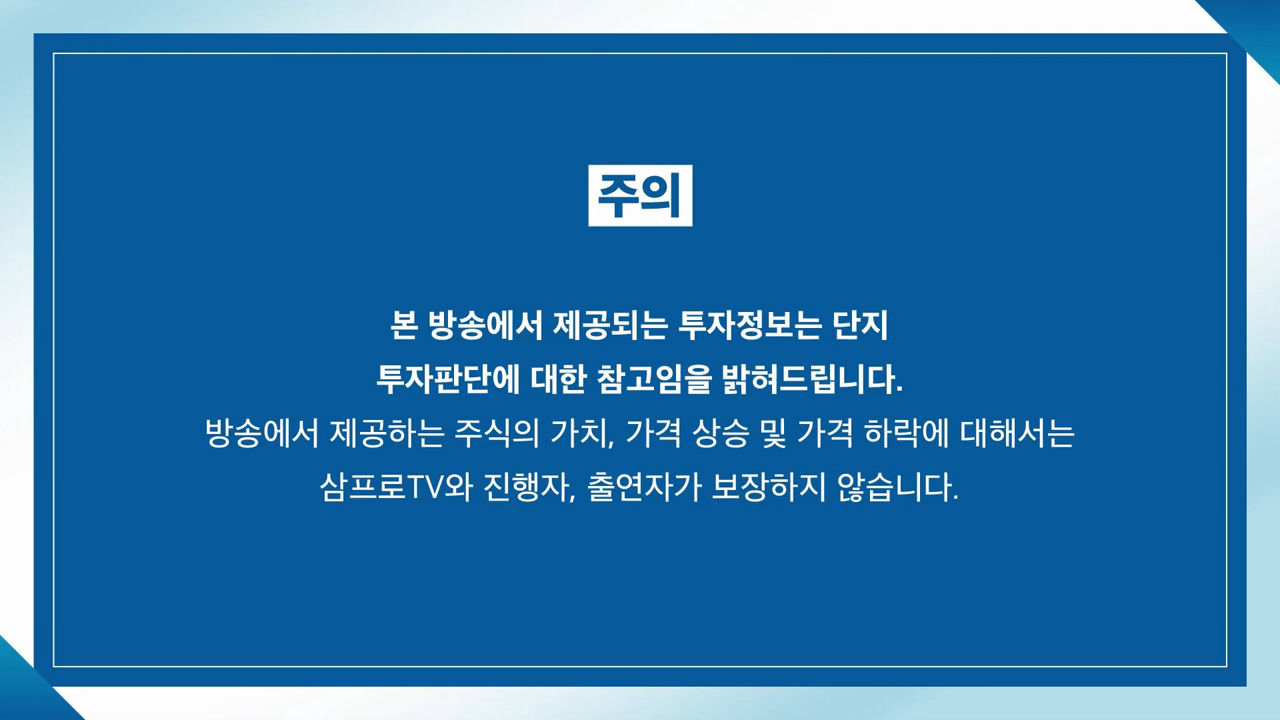 주의
본 방송에서 제공되는 투자정보는 단지
투자판단에 대한 참고임을 밝혀드립니다.
방송에서 제공하는 주식의 가치, 가격 상승 및 가격 하락에 대해서는
삼프로TV와 진행자, 출연자가 보장하지 않습니다.